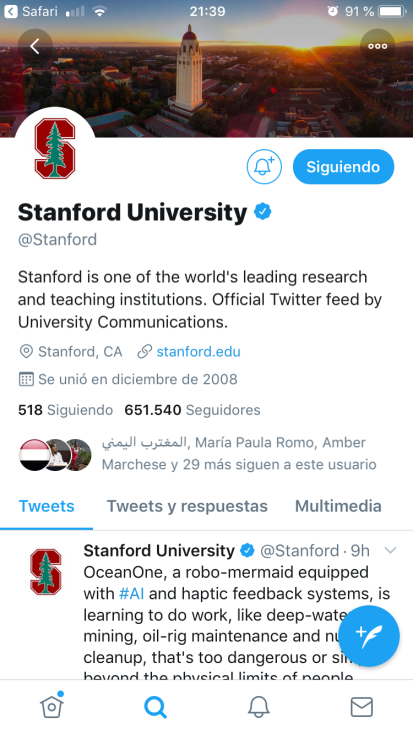 Safari 21:39 91 %
Siguiendo
Stanford University
@Stanford
Stanford is one of the world's leading research
and teaching institutions. Official Twitter feed by
University Communications.
Stanford, CA stanford.edu
Se unió en diciembre de 2008
518 Siguiendo 651.540 Seguidores
المغترب اليمني, María Paula Romo, Amber
Marchese y 29 más siguen a este usuario
Tweets Tweets y respuestas Multimedia
Stanford University @Stanford · 9h
OceanOne, a robo-mermaid equipped
with #AI and haptic feedback systems, is
learning to do work, like deep-wate
mining, oil-rig maintenance and nu
cleanup, that's too dangerous or sim
beyond the physical limits of people